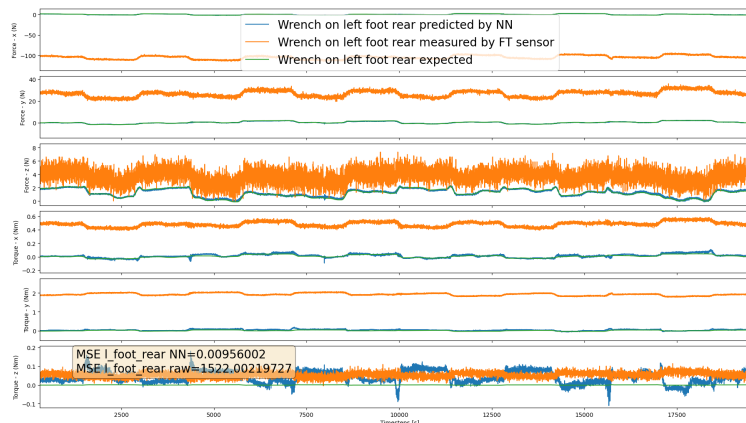 Wrench on left foot rear predicted by NN
Wrench on left foot rear measured by FT sensor
Wrench on left foot rear expected
Force - x (N)
0
−50
−100
Force - y (N)
40
20
0
Force - z (N)
8
6
4
2
0
Torque - x (Nm)
0.6
0.4
0.2
0.0
−0.2
Torque - y (Nm)
2
1
0
Torque - z (Nm)
0.2
0.1
0.0
−0.1
MSE l_foot_rear NN=0.00956002
MSE l_foot_rear raw=1522.00219727
2500
5000
7500
10000
12500
15000
17500